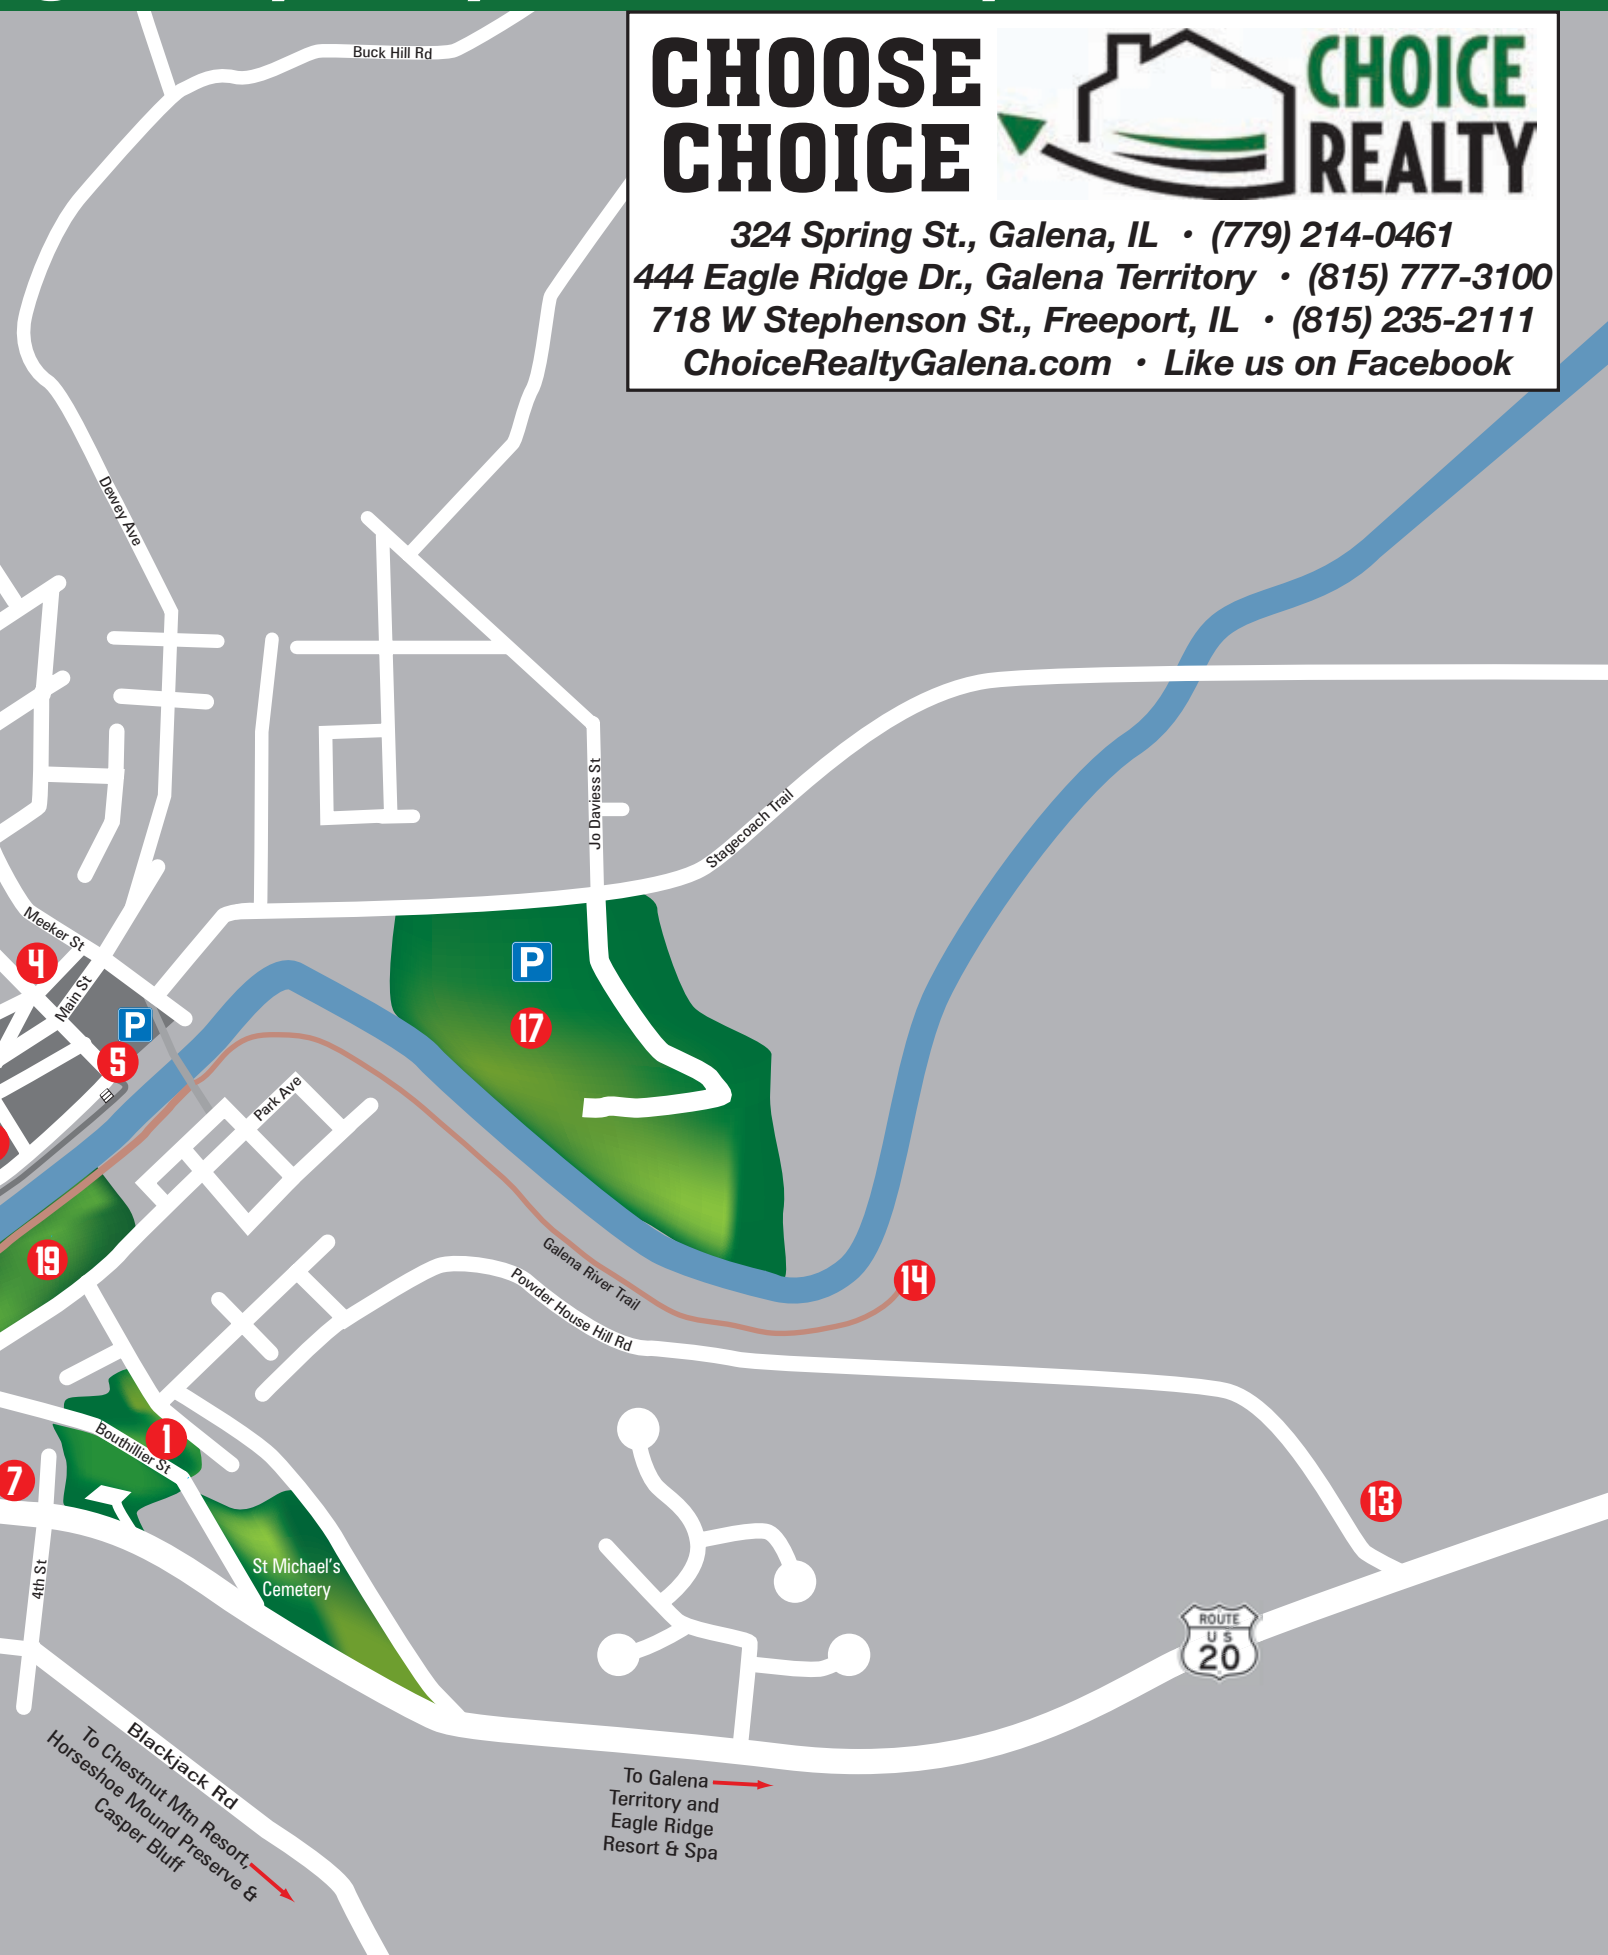 Buck Hill Rd
CHOOSE
CHOICE
CHOICE
REALTY
324 Spring St., Galena, IL • (779) 214-0461
444 Eagle Ridge Dr., Galena Territory • (815) 777-3100
718 W Stephenson St., Freeport, IL • (815) 235-2111
ChoiceRealtyGalena.com • Like us on Facebook
Dewey Ave
Jo Daviess St
Stagecoach Trail
Meeker St
4
Main St
P
5
P
17
Park Ave
19
Galena River Trail
14
Powder House Hill Rd
1
Bouthillier St
7
13
St Michael's
Cemetery
4th St
ROUTE
US
20
Blackjack Rd
To Chestnut Mtn Resort,
Horseshoe Mound Preserve &
Casper Bluff
To Galena
Territory and
Eagle Ridge
Resort & Spa